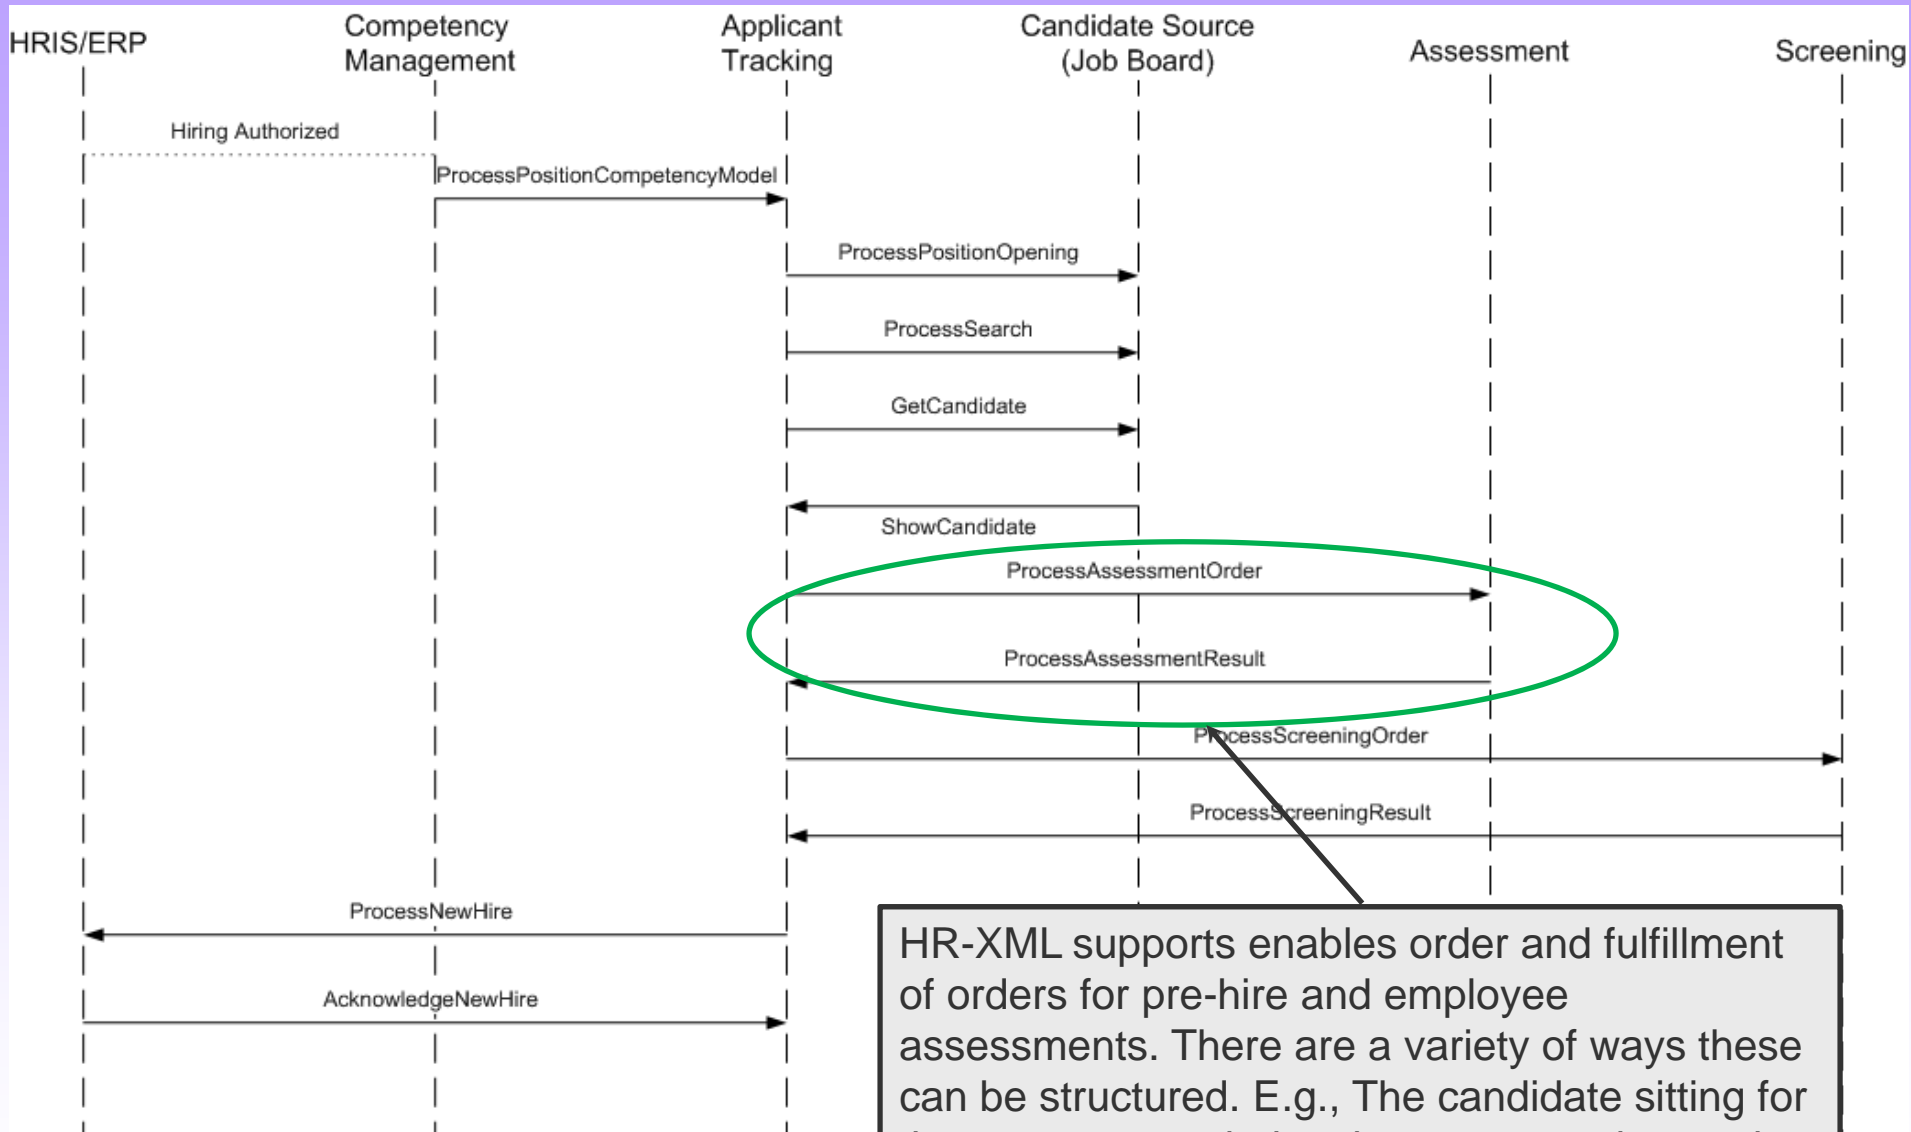 HRIS/ERP
Competency
Management
Applicant
Tracking
Candidate Source
(Job Board)
Assessment
Screening
Hiring Authorized
ProcessPositionCompetencyModel
ProcessPositionOpening
ProcessSearch
GetCandidate
ShowCandidate
ProcessAssessmentOrder
ProcessAssessmentResult
ProcessScreeningOrder
ProcessScreeningResult
ProcessNewHire
AcknowledgeNewHire
HR-XML supports enables order and fulfillment
of orders for pre-hire and employee
assessments. There are a variety of ways these
can be structured. E.g., The candidate sitting for